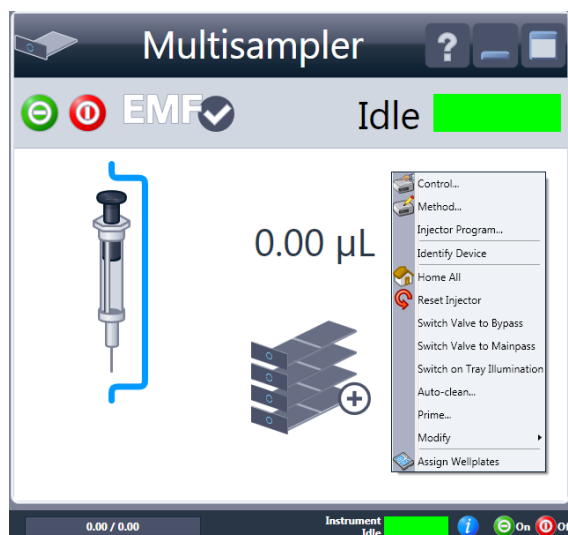 Multisampler ?
EMF Idle
0.00 µL
Control...
Method...
Injector Program...
Identify Device
Home All
Reset Injector
Switch Valve to Bypass
Switch Valve to Mainpass
Switch on Tray Illumination
Auto-clean...
Prime...
Modify
Assign Wellplates
0.00 / 0.00
Instrument
Idle
i On Of